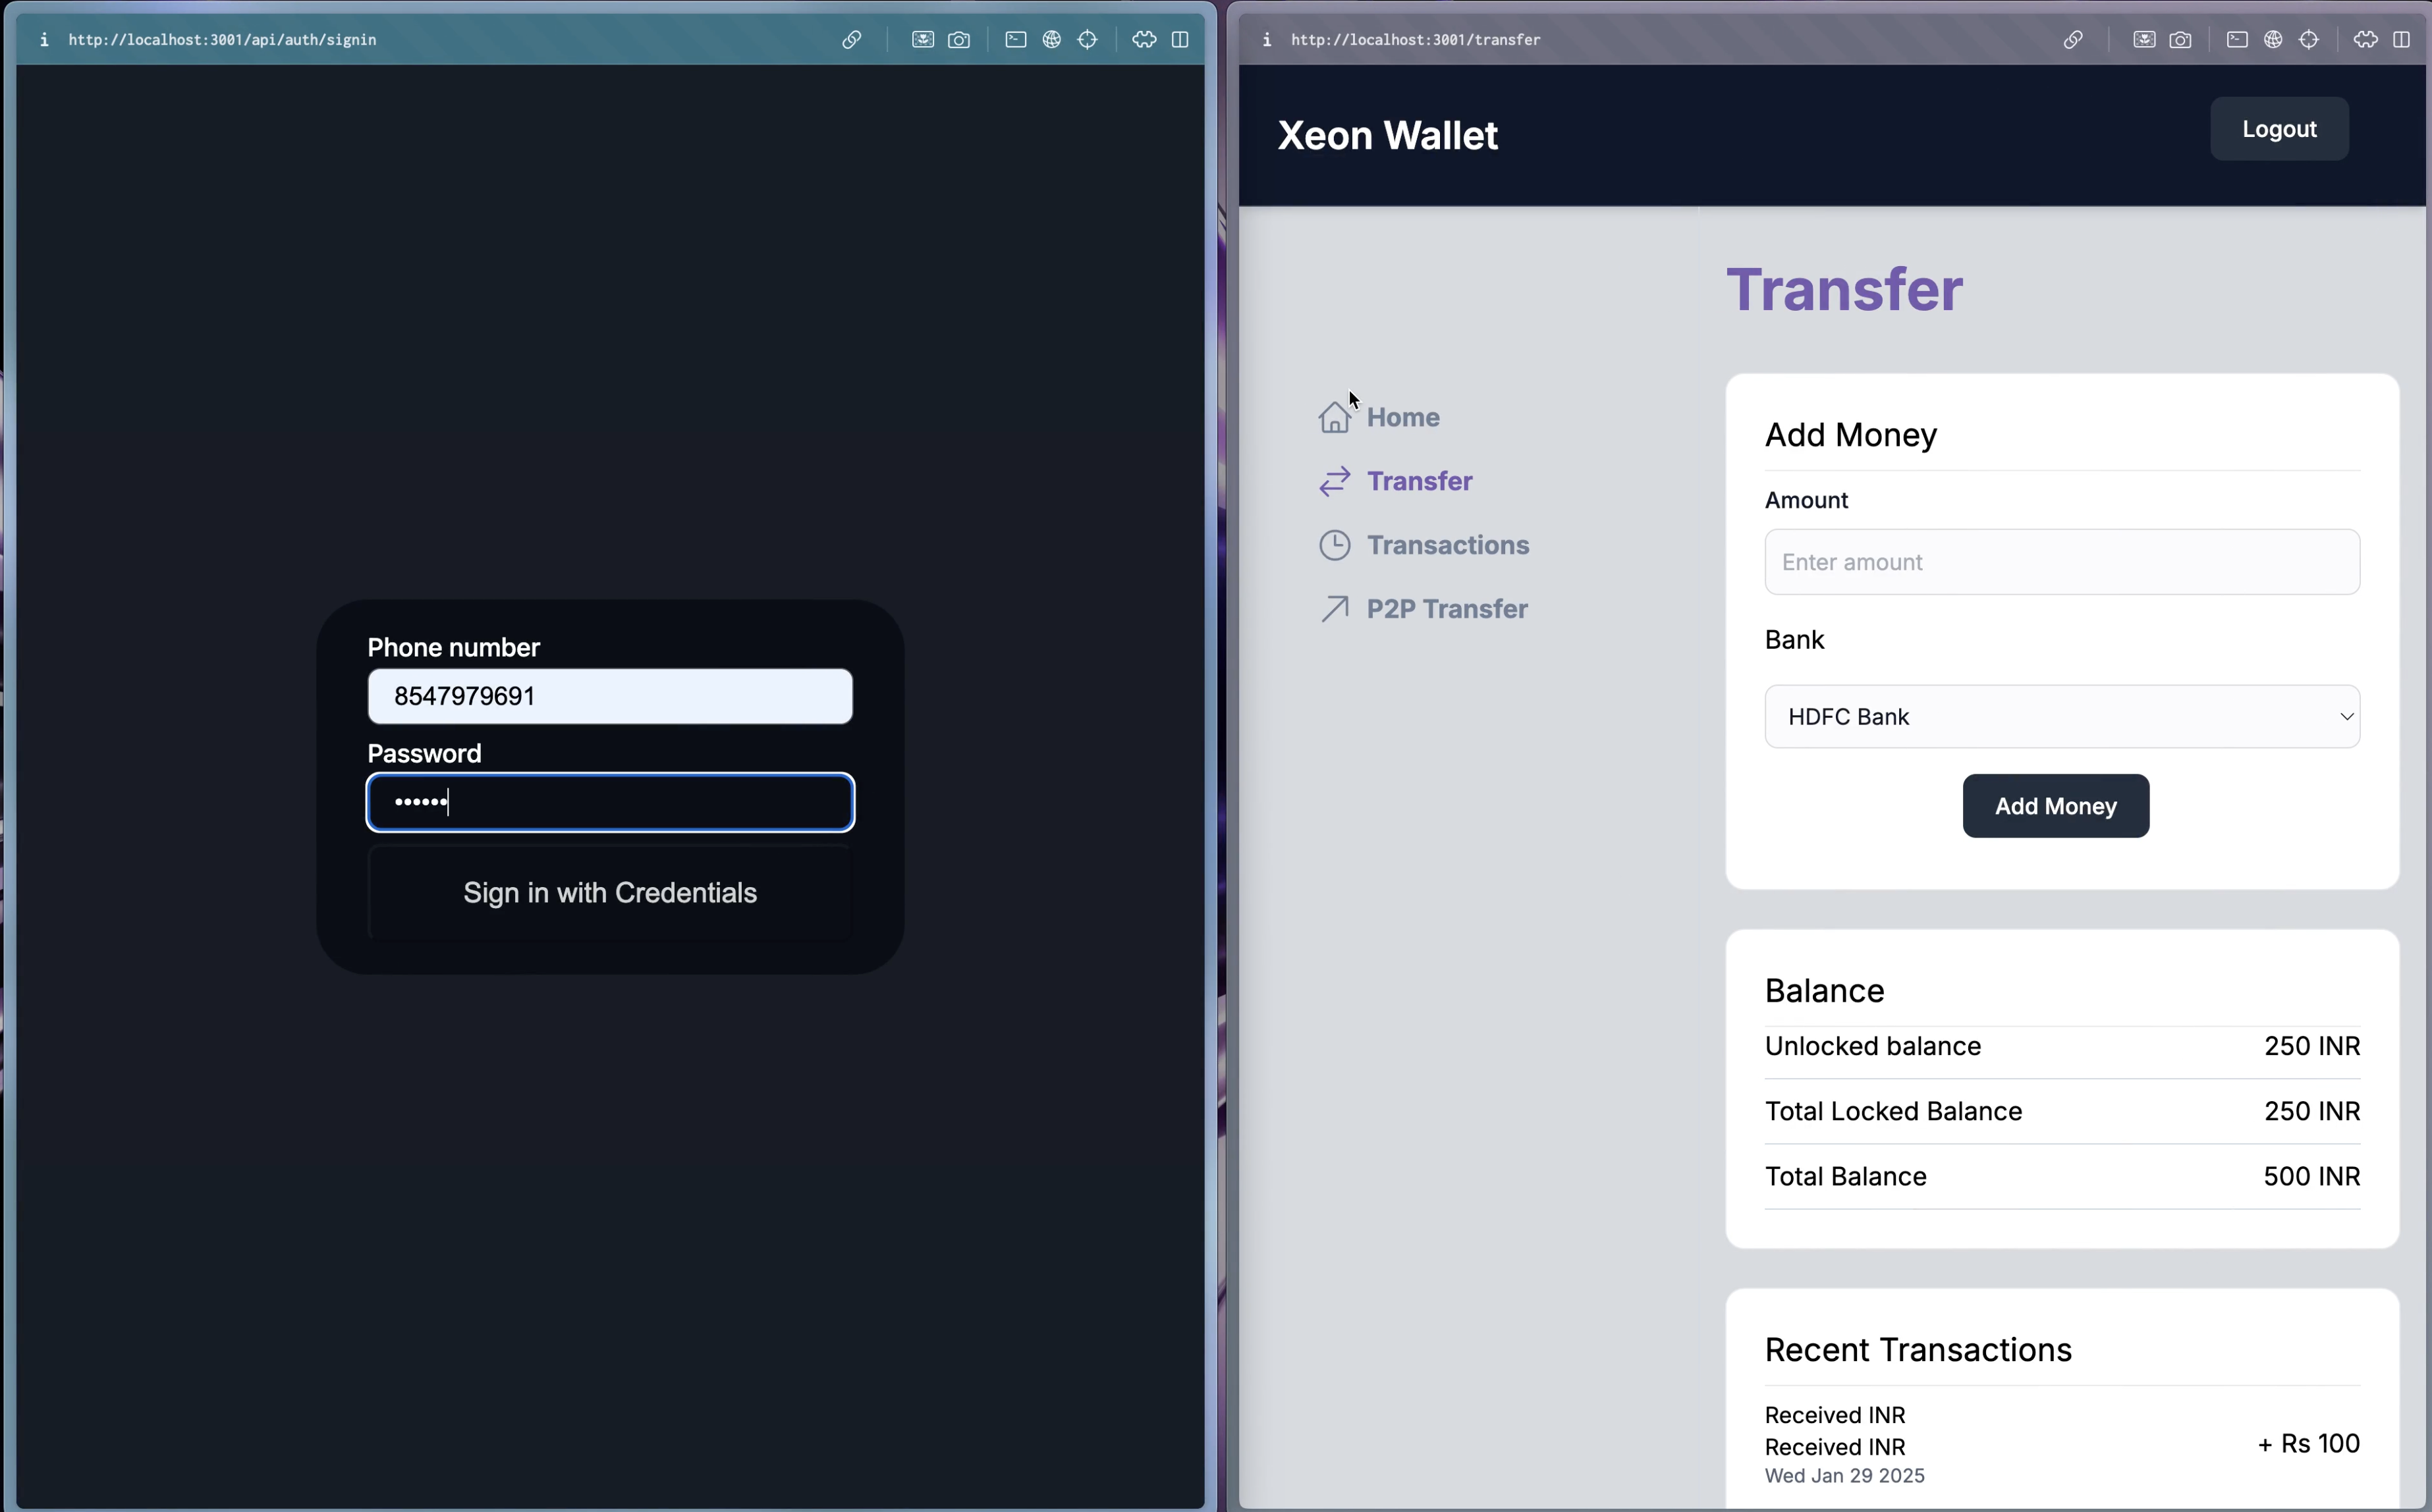 i http://localhost:3001/api/auth/signin
Phone number
8547979691
Password
••••••
Sign in with Credentials
i http://localhost:3001/transfer
Xeon Wallet
Logout
Home
Transfer
Transactions
P2P Transfer
Transfer
Add Money
Amount
Enter amount
Bank
HDFC Bank
Add Money
Balance
Unlocked balance 250 INR
Total Locked Balance 250 INR
Total Balance 500 INR
Recent Transactions
Received INR
Received INR
+ Rs 100
Wed Jan 29 2025